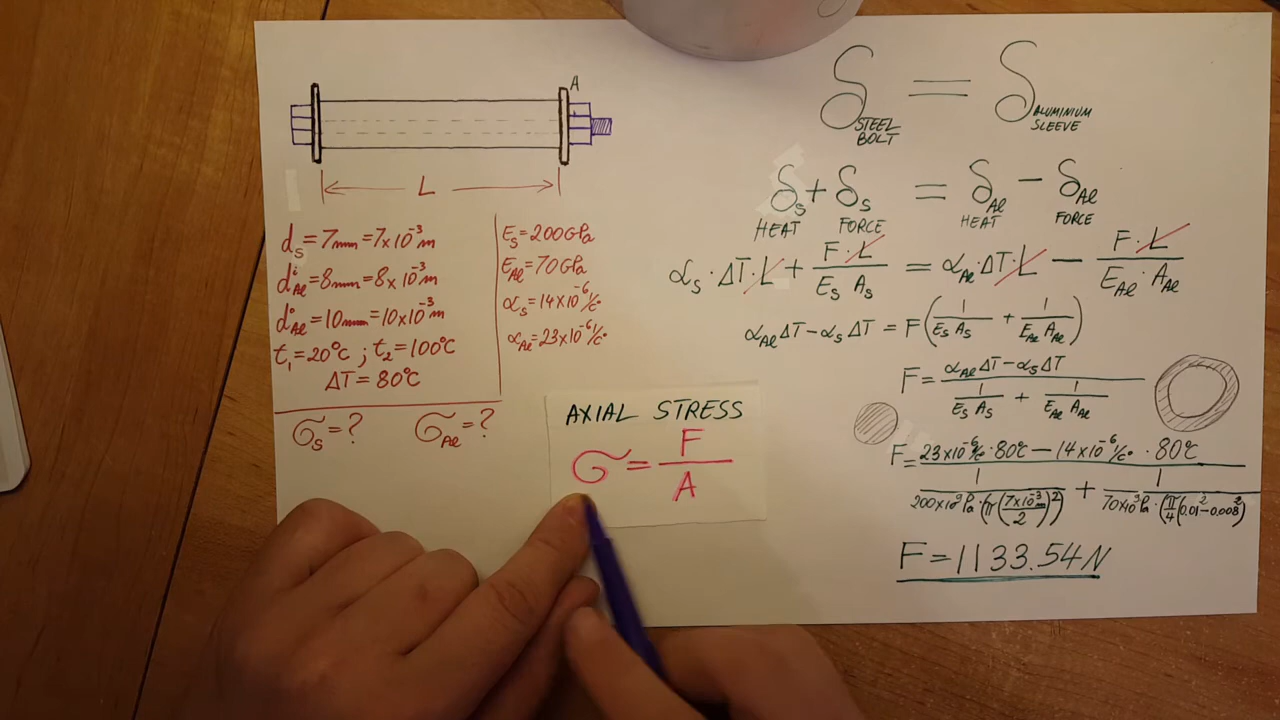 A
L
d_s = 7mm = 7×10⁻³m
dⁱ_Al = 8mm = 8×10⁻³m
d°_Al = 10mm = 10×10⁻³m
t₁ = 20°C ; t₂ = 100°C
ΔT = 80°C
E_s = 200GPa
E_Al = 70GPa
α_s = 14×10⁻⁶/c°
α_Al = 23×10⁻⁶/c°
σ_s = ? σ_Al = ?
AXIAL STRESS
σ = F/A
δ STEEL BOLT = δ ALUMINIUM SLEEVE
δ_s HEAT + δ_s FORCE = δ_Al HEAT − δ_Al FORCE
α_s · ΔT · L + F·L/(E_s A_s) = α_Al · ΔT · L − F·L/(E_Al · A_Al)
α_Al ΔT − α_s ΔT = F(1/(E_s A_s) + 1/(E_Al A_Al))
F = (α_Al ΔT − α_s ΔT)/(1/(E_s A_s) + 1/(E_Al A_Al))
F = (23×10⁻⁶/c° · 80°C − 14×10⁻⁶/c° · 80°C)/(1/(200×10⁹Pa · (π(7×10⁻³/2)²)) + 1/(70×10⁹Pa · (π/4(0.01² − 0.008²))))
F = 1133.54N